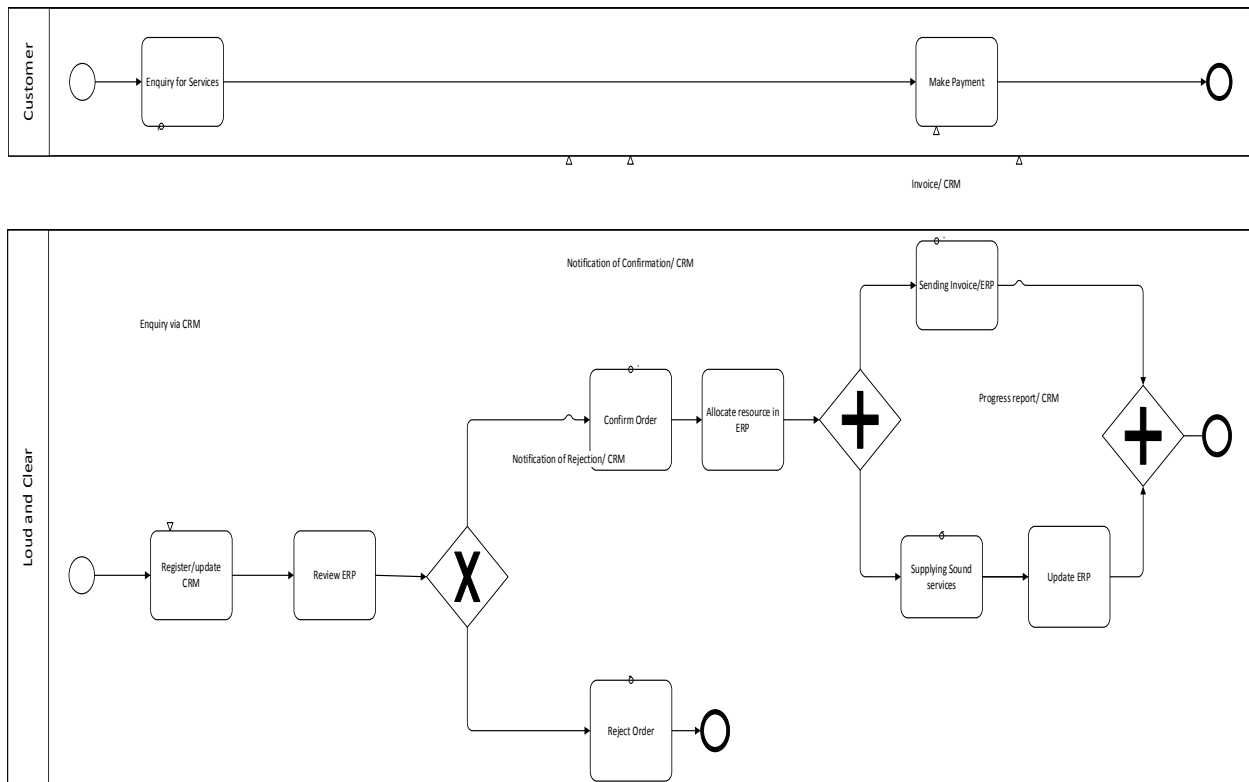 Customer
Enquiry for Services
Make Payment
Invoice/ CRM
Loud and Clear
Notification of Confirmation/ CRM
Sending Invoice/ERP
Enquiry via CRM
Progress report/ CRM
Confirm Order
Allocate resource in
ERP
Notification of Rejection/ CRM
Register/update
CRM
Review ERP
Supplying Sound
services
Update ERP
Reject Order